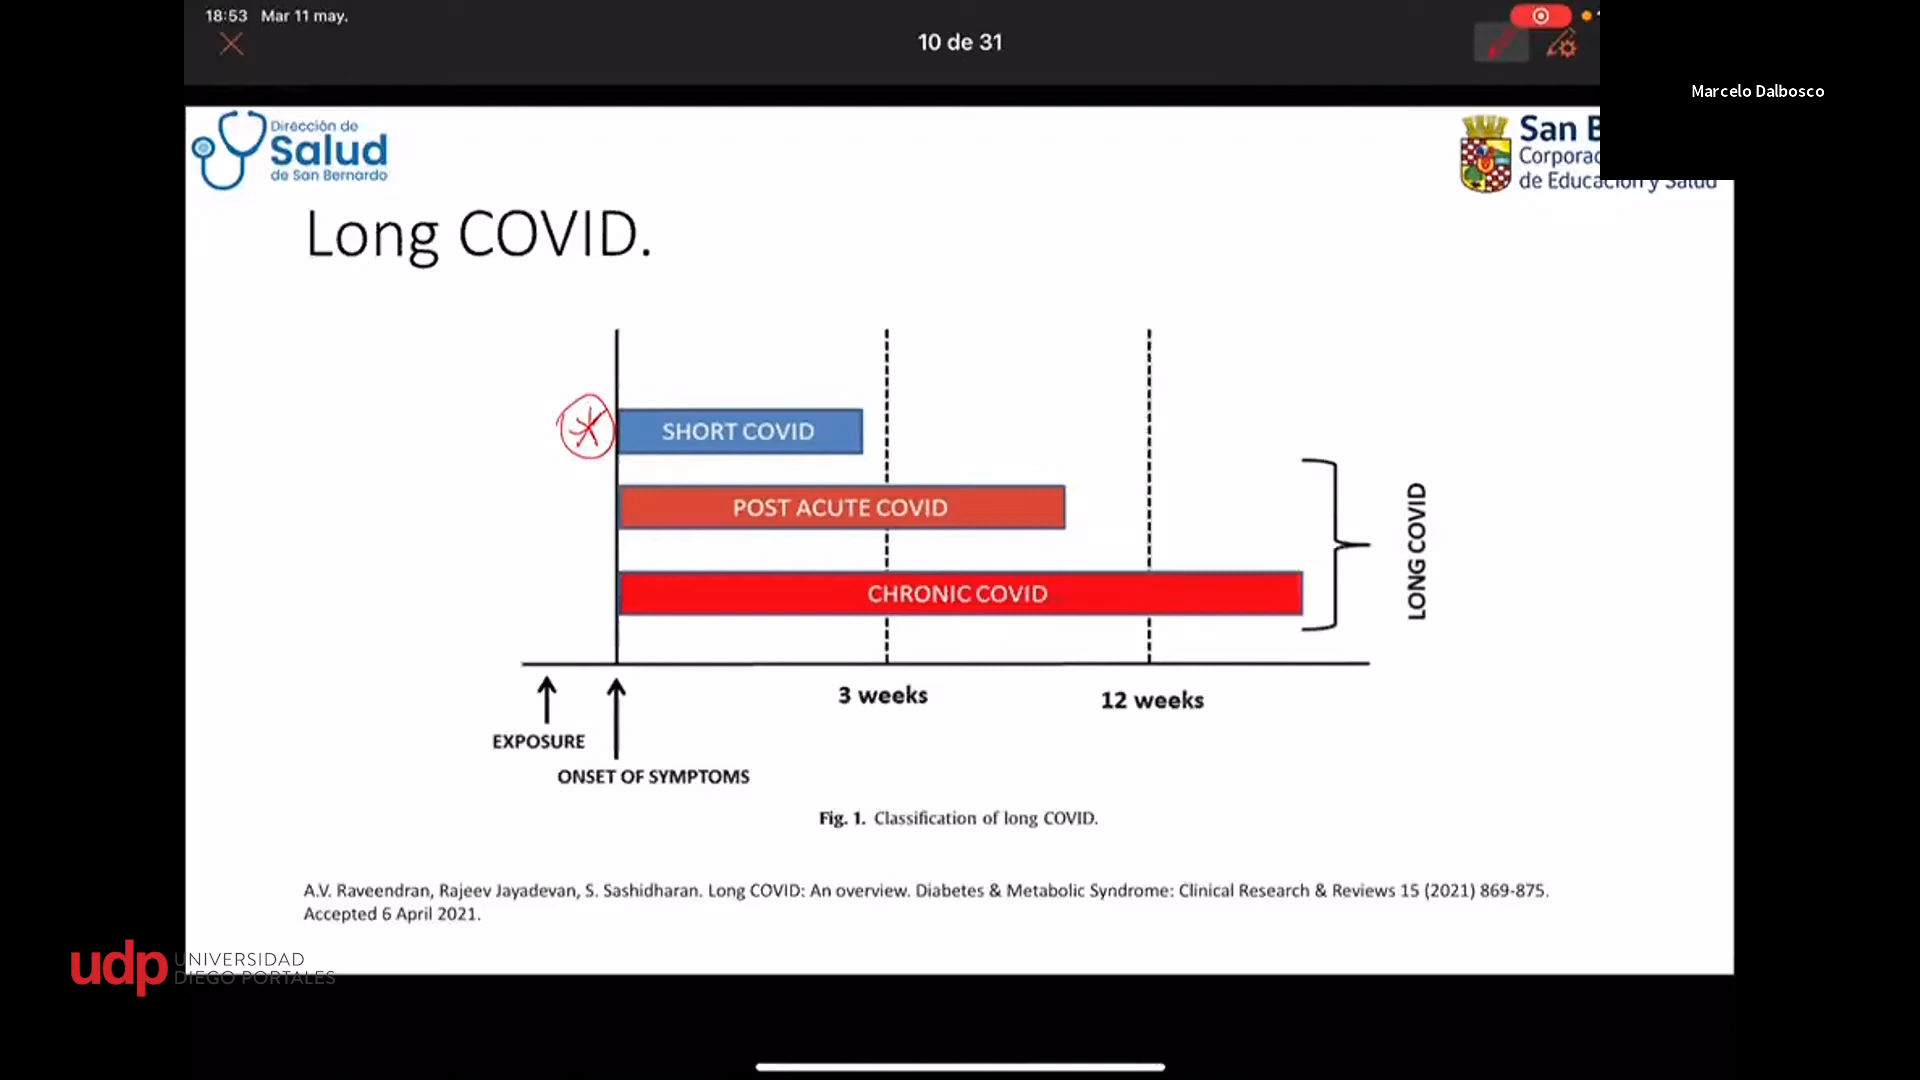 18:53 Mar 11 may.
10 de 31
Marcelo Dalbosco
Dirección de
Salud
de San Bernardo
San B
Corporac
de Educación y Salud
Long COVID.
SHORT COVID
POST ACUTE COVID
CHRONIC COVID
LONG COVID
3 weeks
12 weeks
EXPOSURE
ONSET OF SYMPTOMS
Fig. 1. Classification of long COVID.
A.V. Raveendran, Rajeev Jayadevan, S. Sashidharan. Long COVID: An overview. Diabetes & Metabolic Syndrome: Clinical Research & Reviews 15 (2021) 869-875.
Accepted 6 April 2021.
udp UNIVERSIDAD
DIEGO PORTALES